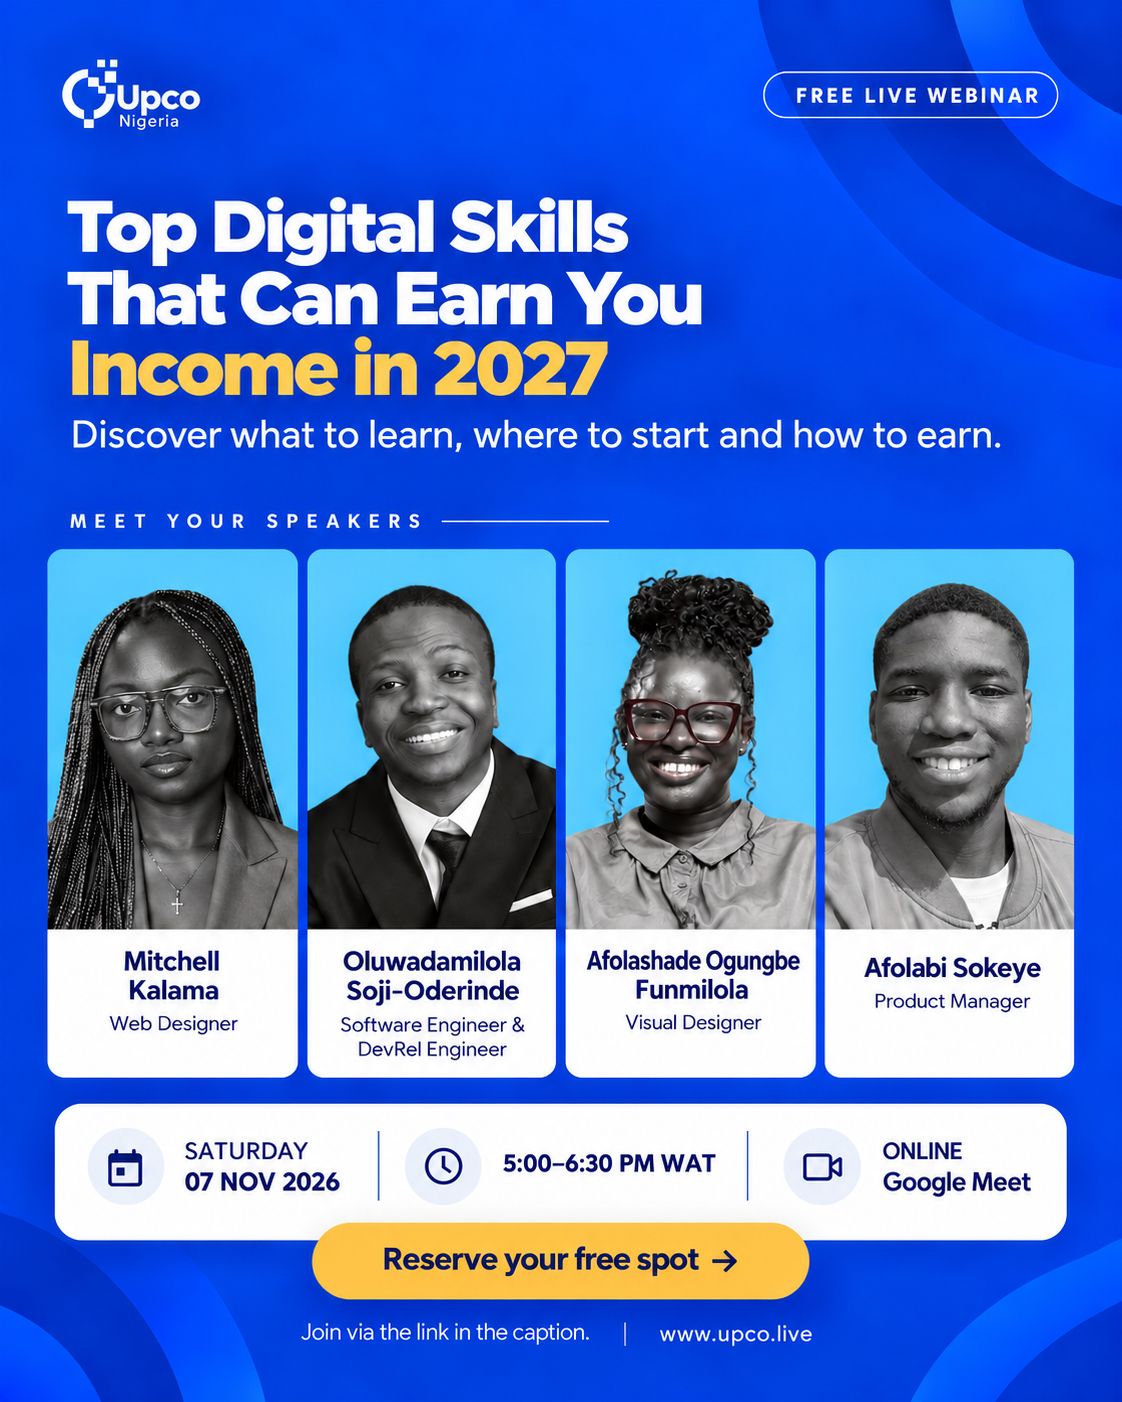 Upco
Nigeria
FREE LIVE WEBINAR
Top Digital Skills
That Can Earn You
Income in 2027
Discover what to learn, where to start and how to earn.
MEET YOUR SPEAKERS
Mitchell
Kalama
Web Designer
Oluwadamilola
Soji-Oderinde
Software Engineer &
DevRel Engineer
Afolashade Ogungbe
Funmilola
Visual Designer
Afolabi Sokeye
Product Manager
SATURDAY
07 NOV 2026
5:00–6:30 PM WAT
ONLINE
Google Meet
Reserve your free spot →
Join via the link in the caption. | www.upco.live